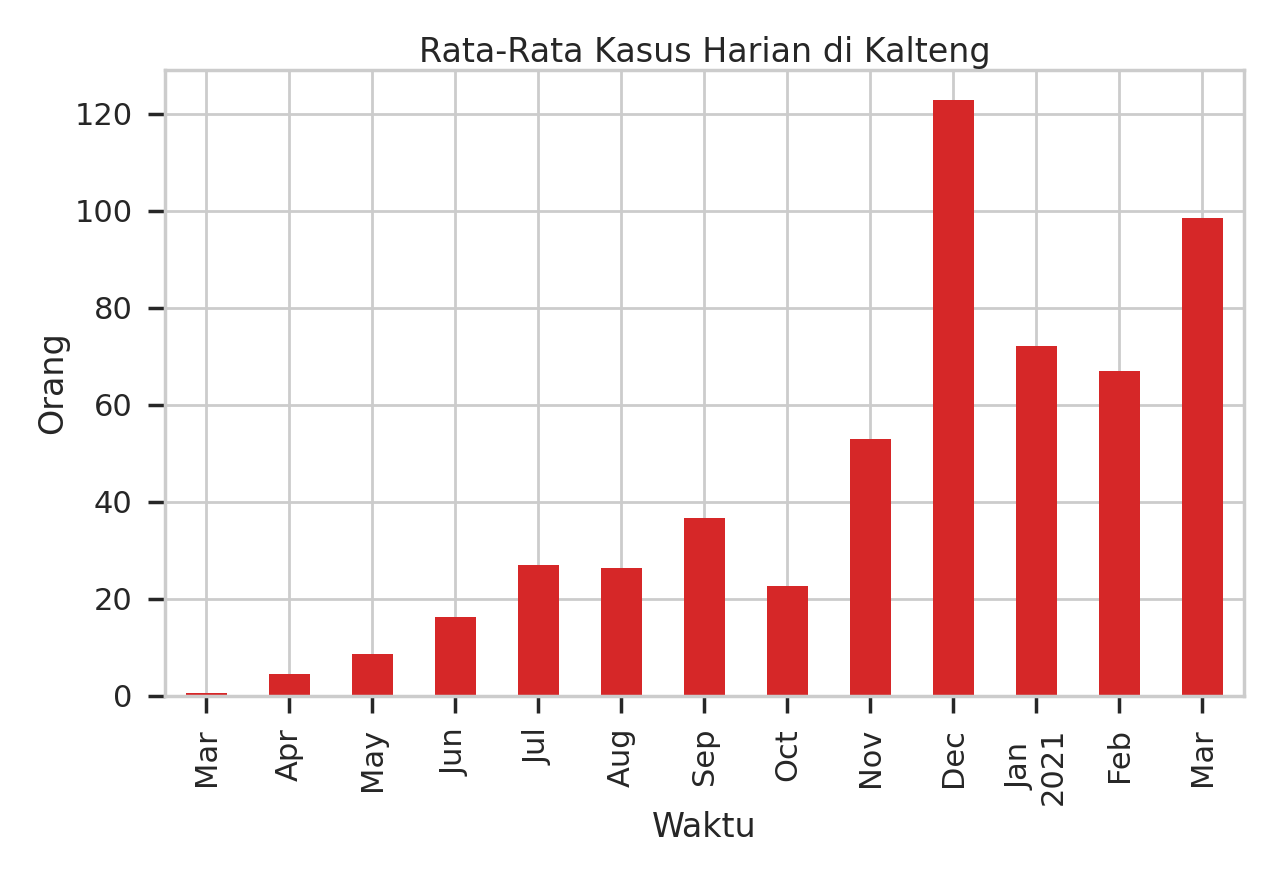 Rata-Rata Kasus Harian di Kalteng
120
100
80
60
40
20
0
Orang
Mar
Apr
May
Jun
Jul
Aug
Sep
Oct
Nov
Dec
Jan
2021
Feb
Mar
Waktu